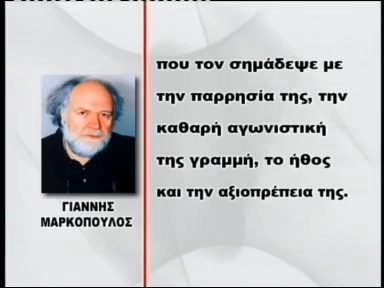 που τον σημάδεψε με
την παρρησία της, την
καθαρή αγωνιστική
της γραμμή, το ήθος
και την αξιοπρέπεια της.
ΓΙΑΝΝΗΣ
ΜΑΡΚΟΠΟΥΛΟΣ